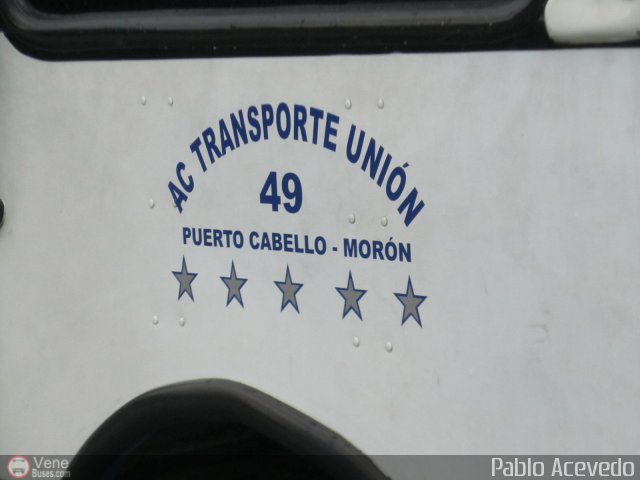 AC TRANSPORTE UNIÓN
49
PUERTO CABELLO - MORÓN
Vene
Buses.com
Pablo Acevedo